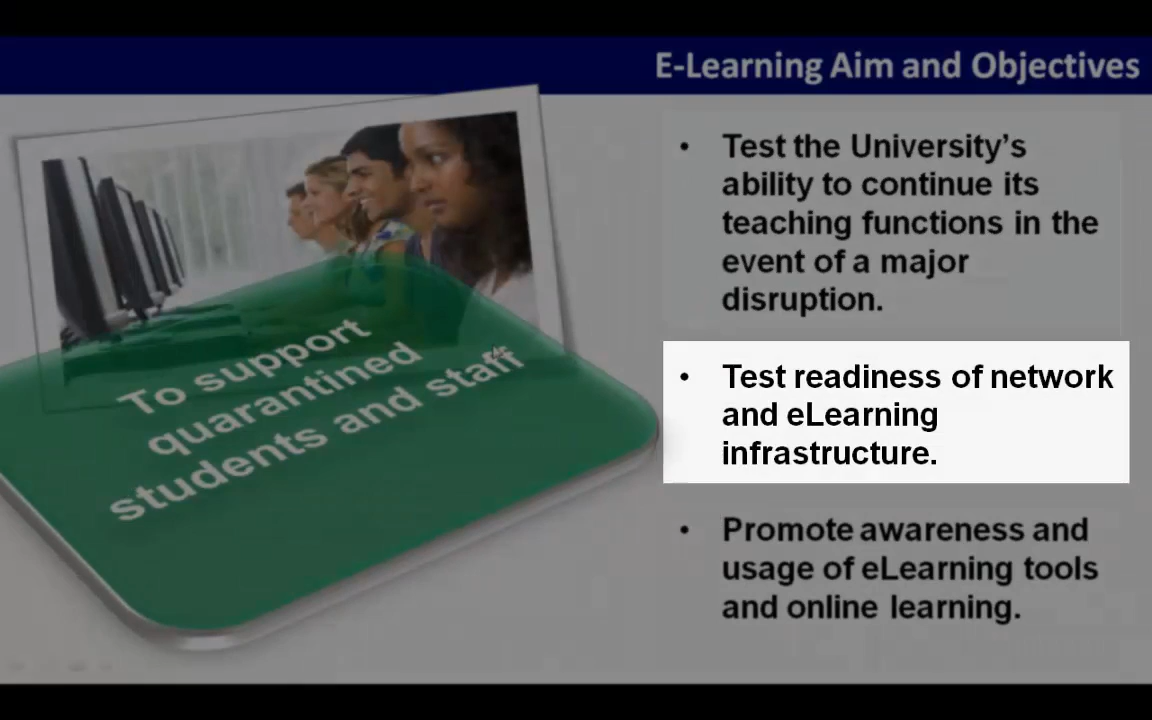 E-Learning Aim and Objectives
To support
quarantined
students and staff
• Test the University’s
ability to continue its
teaching functions in the
event of a major
disruption.
• Test readiness of network
and eLearning
infrastructure.
• Promote awareness and
usage of eLearning tools
and online learning.